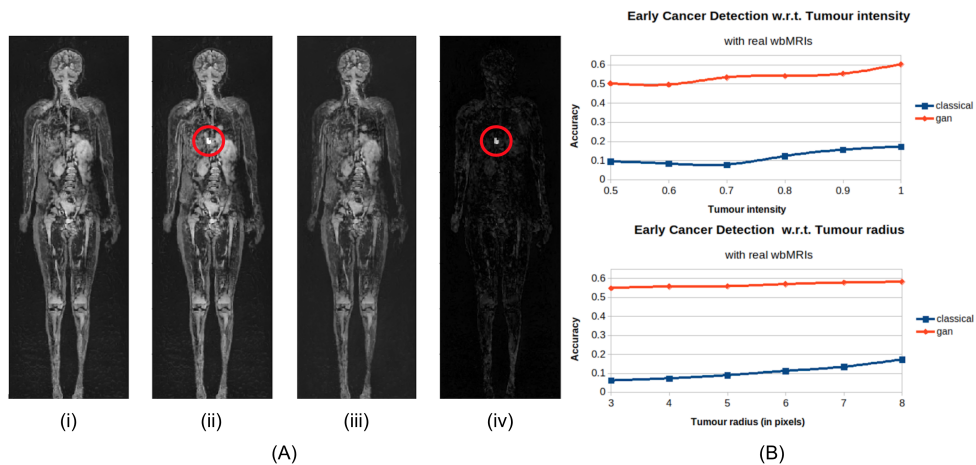 Early Cancer Detection w.r.t. Tumour intensity
with real wbMRIs
0.6
0.5
0.4
0.3
0.2
0.1
0
Accuracy
0.5 0.6 0.7 0.8 0.9 1
Tumour intensity
classical
gan
Early Cancer Detection w.r.t. Tumour radius
with real wbMRIs
0.6
0.5
0.4
0.3
0.2
0.1
0
Accuracy
3 4 5 6 7 8
Tumour radius (in pixels)
classical
gan
(i) (ii) (iii) (iv)
(A) (B)